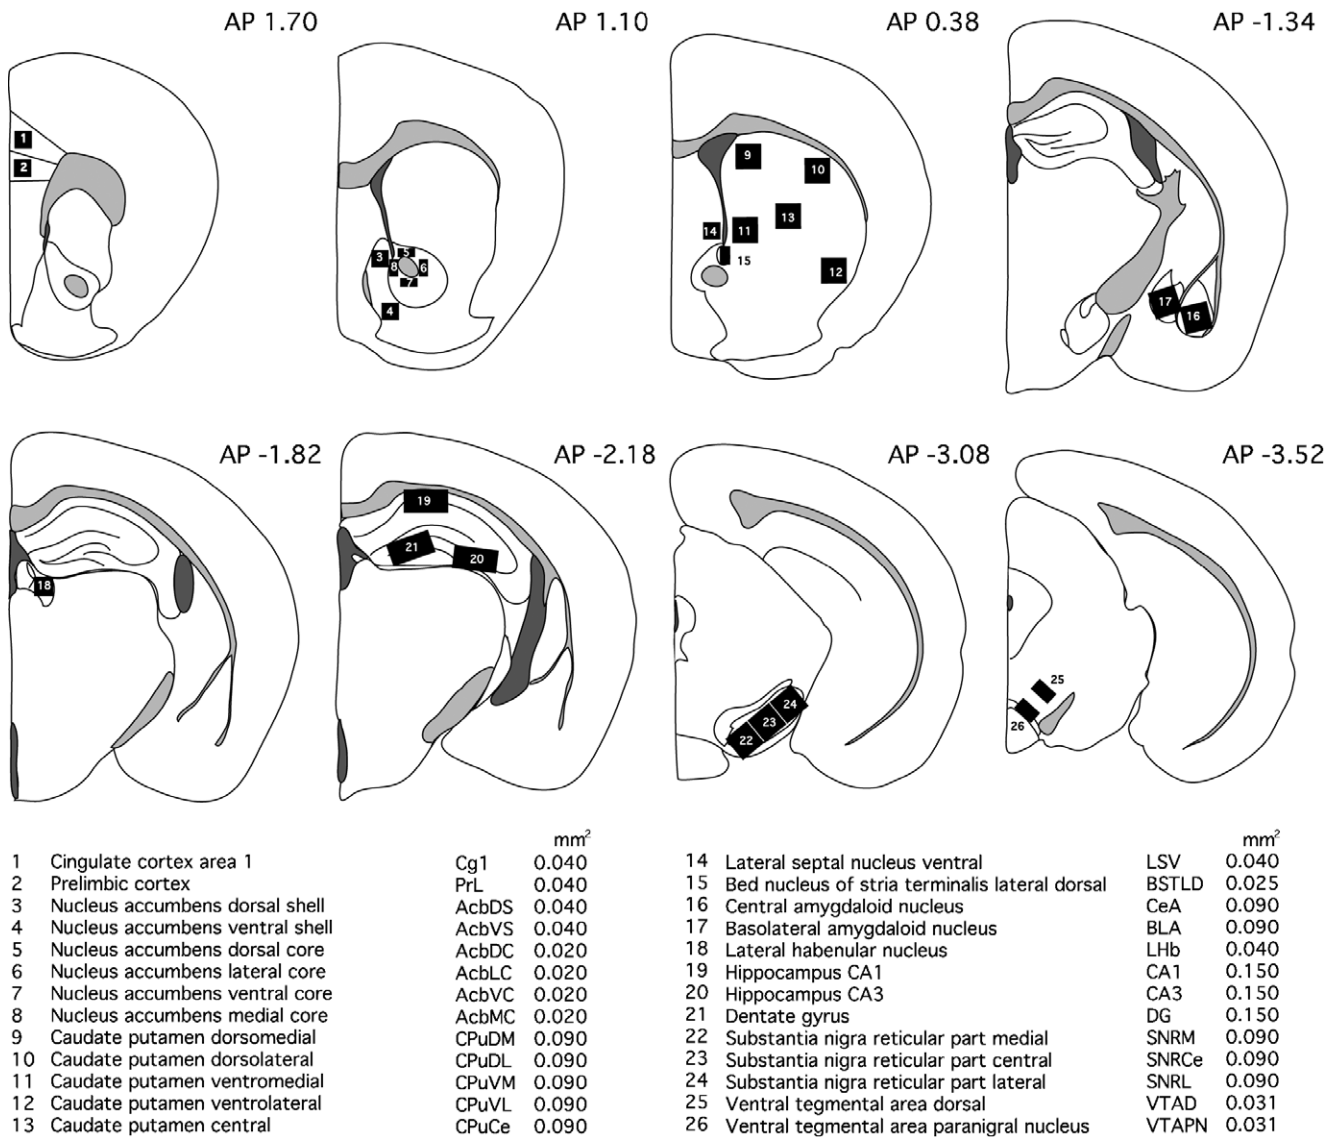 AP 1.70
AP 1.10
AP 0.38
AP -1.34
1
2
3
5
8
6
7
4
9
10
13
14
11
15
12
17
16
AP -1.82
AP -2.18
AP -3.08
AP -3.52
18
19
21
20
24
23
22
25
26
mm²
1 Cingulate cortex area 1 Cg1 0.040
2 Prelimbic cortex PrL 0.040
3 Nucleus accumbens dorsal shell AcbDS 0.040
4 Nucleus accumbens ventral shell AcbVS 0.040
5 Nucleus accumbens dorsal core AcbDC 0.020
6 Nucleus accumbens lateral core AcbLC 0.020
7 Nucleus accumbens ventral core AcbVC 0.020
8 Nucleus accumbens medial core AcbMC 0.020
9 Caudate putamen dorsomedial CPuDM 0.090
10 Caudate putamen dorsolateral CPuDL 0.090
11 Caudate putamen ventromedial CPuVM 0.090
12 Caudate putamen ventrolateral CPuVL 0.090
13 Caudate putamen central CPuCe 0.090
mm²
14 Lateral septal nucleus ventral LSV 0.040
15 Bed nucleus of stria terminalis lateral dorsal BSTLD 0.025
16 Central amygdaloid nucleus CeA 0.090
17 Basolateral amygdaloid nucleus BLA 0.090
18 Lateral habenular nucleus LHb 0.040
19 Hippocampus CA1 CA1 0.150
20 Hippocampus CA3 CA3 0.150
21 Dentate gyrus DG 0.150
22 Substantia nigra reticular part medial SNRM 0.090
23 Substantia nigra reticular part central SNRCe 0.090
24 Substantia nigra reticular part lateral SNRL 0.090
25 Ventral tegmental area dorsal VTAD 0.031
26 Ventral tegmental area paranigral nucleus VTAPN 0.031